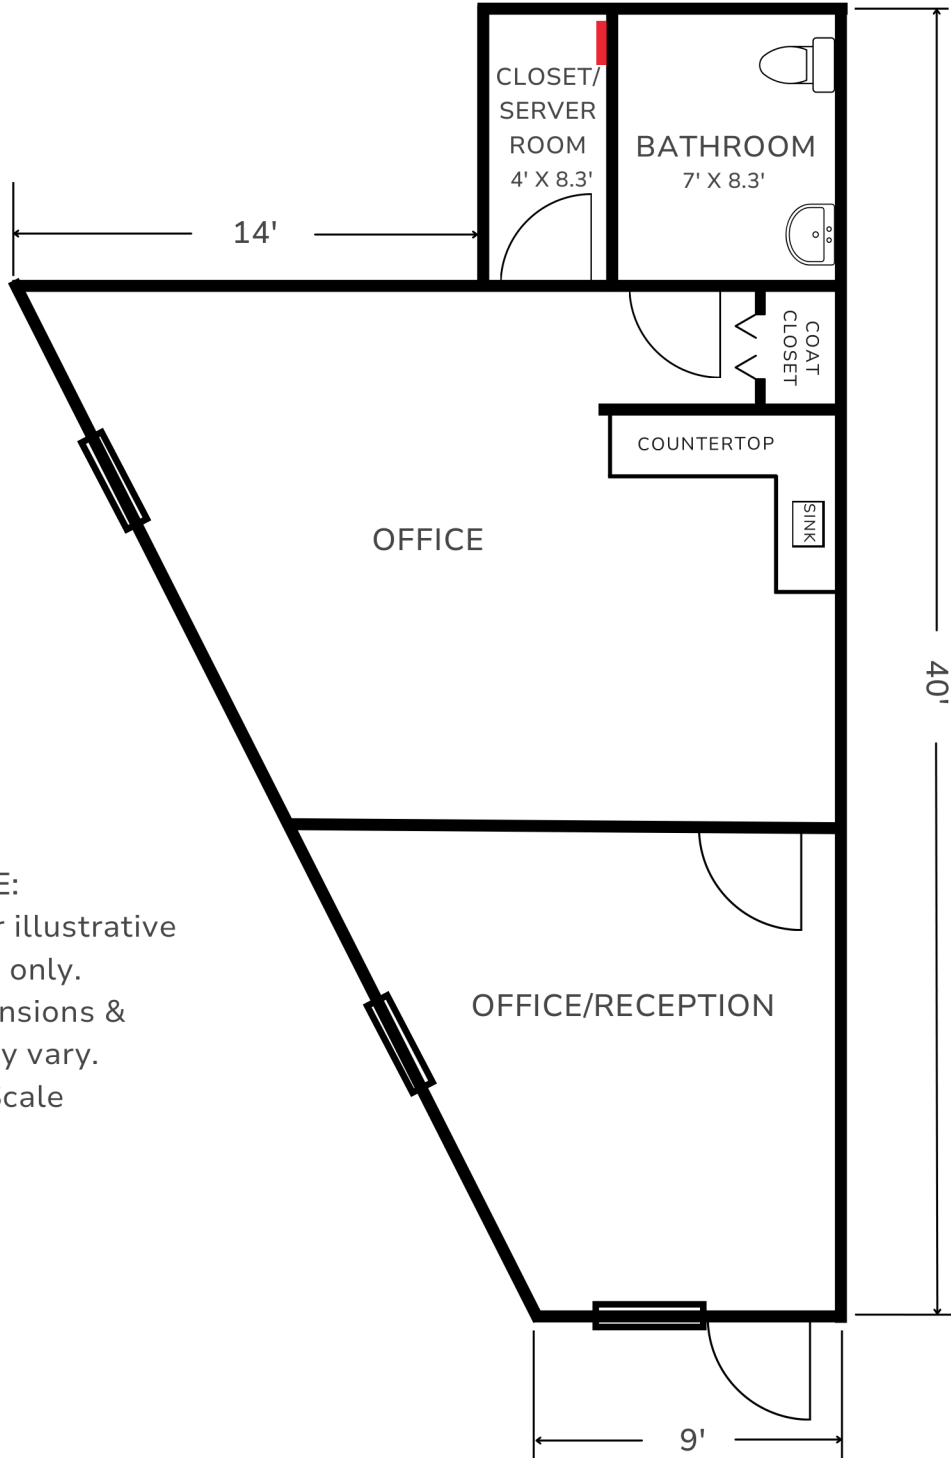 CLOSET/
SERVER
ROOM
4' X 8.3'
BATHROOM
7' X 8.3'
14'
COAT
CLOSET
COUNTERTOP
SINK
OFFICE
40'
E:
r illustrative
only.
nsions &
y vary.
Scale
OFFICE/RECEPTION
9'